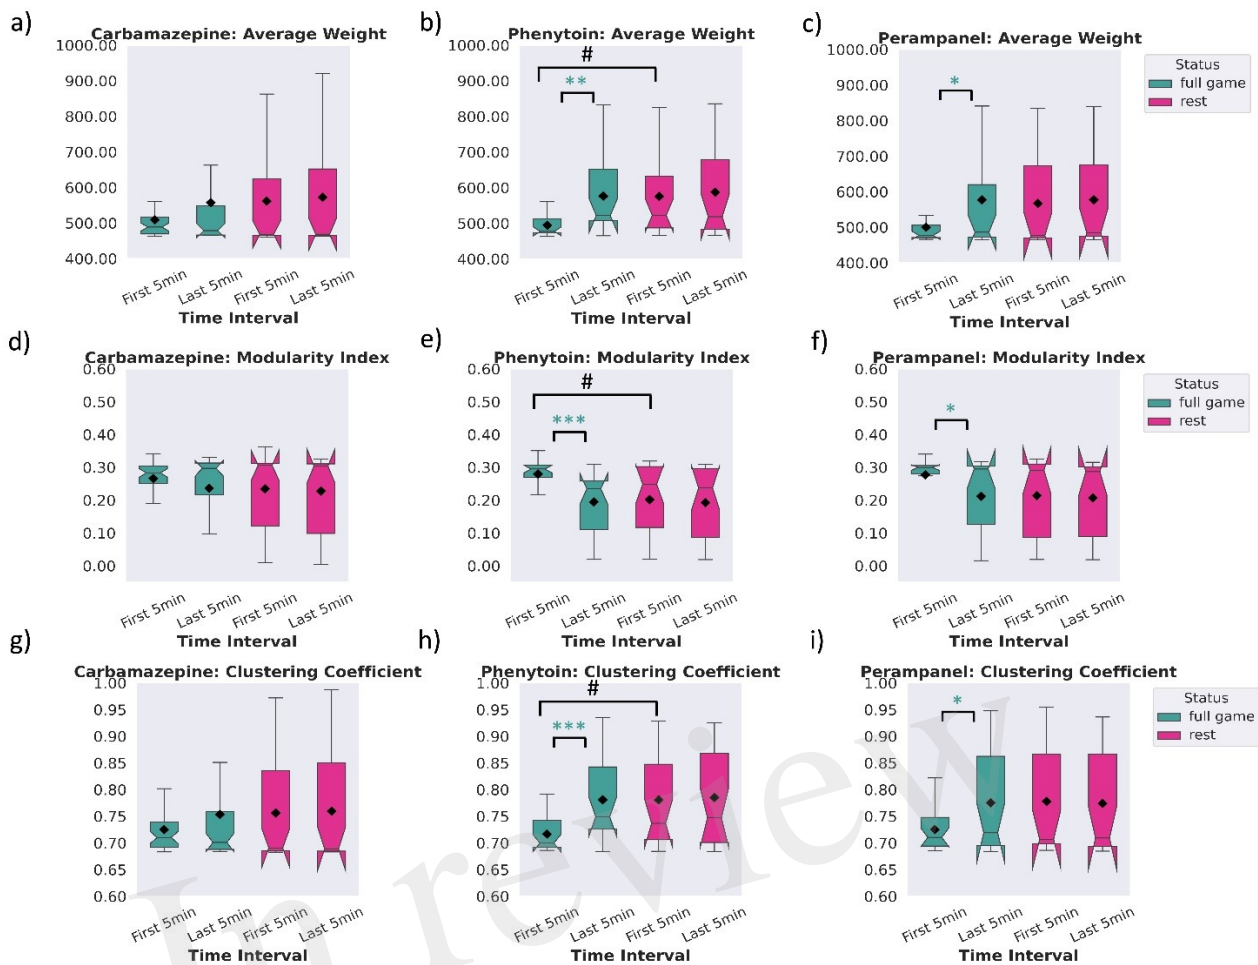 a)
Carbamazepine: Average Weight
1000.00
900.00
800.00
700.00
600.00
500.00
400.00
First 5min
Last 5min
First 5min
Last 5min
Time Interval
b)
Phenytoin: Average Weight
1000.00
900.00
800.00
700.00
600.00
500.00
400.00
#
**
First 5min
Last 5min
First 5min
Last 5min
Time Interval
c)
Perampanel: Average Weight
1000.00
900.00
800.00
700.00
600.00
500.00
400.00
*
First 5min
Last 5min
First 5min
Last 5min
Time Interval
Status
full game
rest
d)
Carbamazepine: Modularity Index
0.60
0.50
0.40
0.30
0.20
0.10
0.00
First 5min
Last 5min
First 5min
Last 5min
Time Interval
e)
Phenytoin: Modularity Index
0.60
0.50
0.40
0.30
0.20
0.10
0.00
#
***
First 5min
Last 5min
First 5min
Last 5min
Time Interval
f)
Perampanel: Modularity Index
0.60
0.50
0.40
0.30
0.20
0.10
0.00
*
First 5min
Last 5min
First 5min
Last 5min
Time Interval
Status
full game
rest
g)
Carbamazepine: Clustering Coefficient
1.00
0.95
0.90
0.85
0.80
0.75
0.70
0.65
0.60
First 5min
Last 5min
First 5min
Last 5min
Time Interval
h)
Phenytoin: Clustering Coefficient
1.00
0.95
0.90
0.85
0.80
0.75
0.70
0.65
0.60
#
***
First 5min
Last 5min
First 5min
Last 5min
Time Interval
i)
Perampanel: Clustering Coefficient
1.00
0.95
0.90
0.85
0.80
0.75
0.70
0.65
0.60
*
First 5min
Last 5min
First 5min
Last 5min
Time Interval
Status
full game
rest
In review